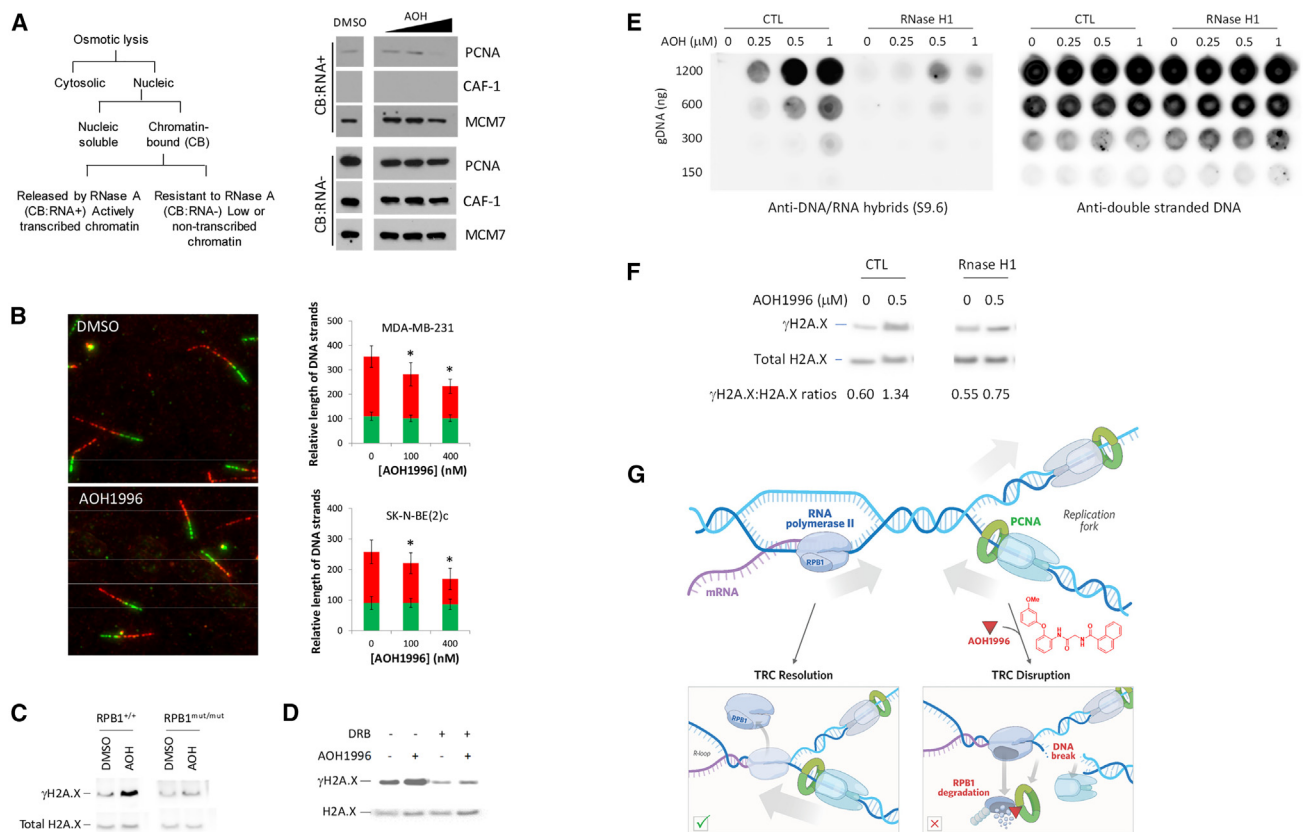 A
Osmotic lysis
Cytosolic
Nucleic
Nucleic soluble
Chromatin-bound (CB)
Released by RNase A (CB:RNA+) Actively transcribed chromatin
Resistant to RNase A (CB:RNA-) Low or non-transcribed chromatin
DMSO
AOH
CB:RNA+
PCNA
CAF-1
MCM7
CB:RNA-
PCNA
CAF-1
MCM7
B
DMSO
AOH1996
Relative length of DNA strands
MDA-MB-231
500
400
300
200
100
0
* *
0 100 400
[AOH1996] (nM)
Relative length of DNA strands
SK-N-BE(2)c
400
300
200
100
0
* *
0 100 400
[AOH1996] (nM)
C
RPB1+/+ RPB1mut/mut
DMSO AOH DMSO AOH
γH2A.X
Total H2A.X
D
DRB - - + +
AOH1996 - + - +
γH2A.X
H2A.X
E
CTL RNase H1 CTL RNase H1
AOH (μM) 0 0.25 0.5 1 0 0.25 0.5 1 0 0.25 0.5 1 0 0.25 0.5 1
gDNA (ng)
1200
600
300
150
Anti-DNA/RNA hybrids (S9.6)
Anti-double stranded DNA
F
CTL Rnase H1
AOH1996 (μM) 0 0.5 0 0.5
γH2A.X
Total H2A.X
γH2A.X:H2A.X ratios 0.60 1.34 0.55 0.75
G
RNA polymerase II
RPB1
mRNA
PCNA
Replication fork
AOH1996
OMe
O
O
H
N
O
N
H
O
TRC Resolution
RPB1
R-loop
TRC Disruption
DNA break
RPB1 degradation